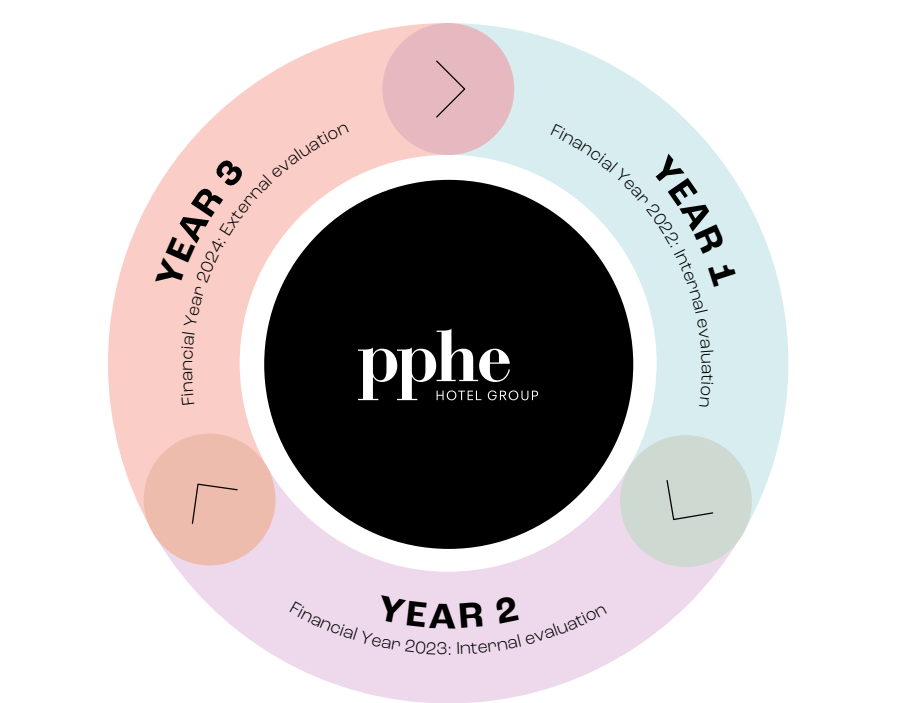 YEAR 1
Financial Year 2022: Internal evaluation
YEAR 2
Financial Year 2023: Internal evaluation
YEAR 3
Financial Year 2024: External evaluation
pphe
HOTEL GROUP